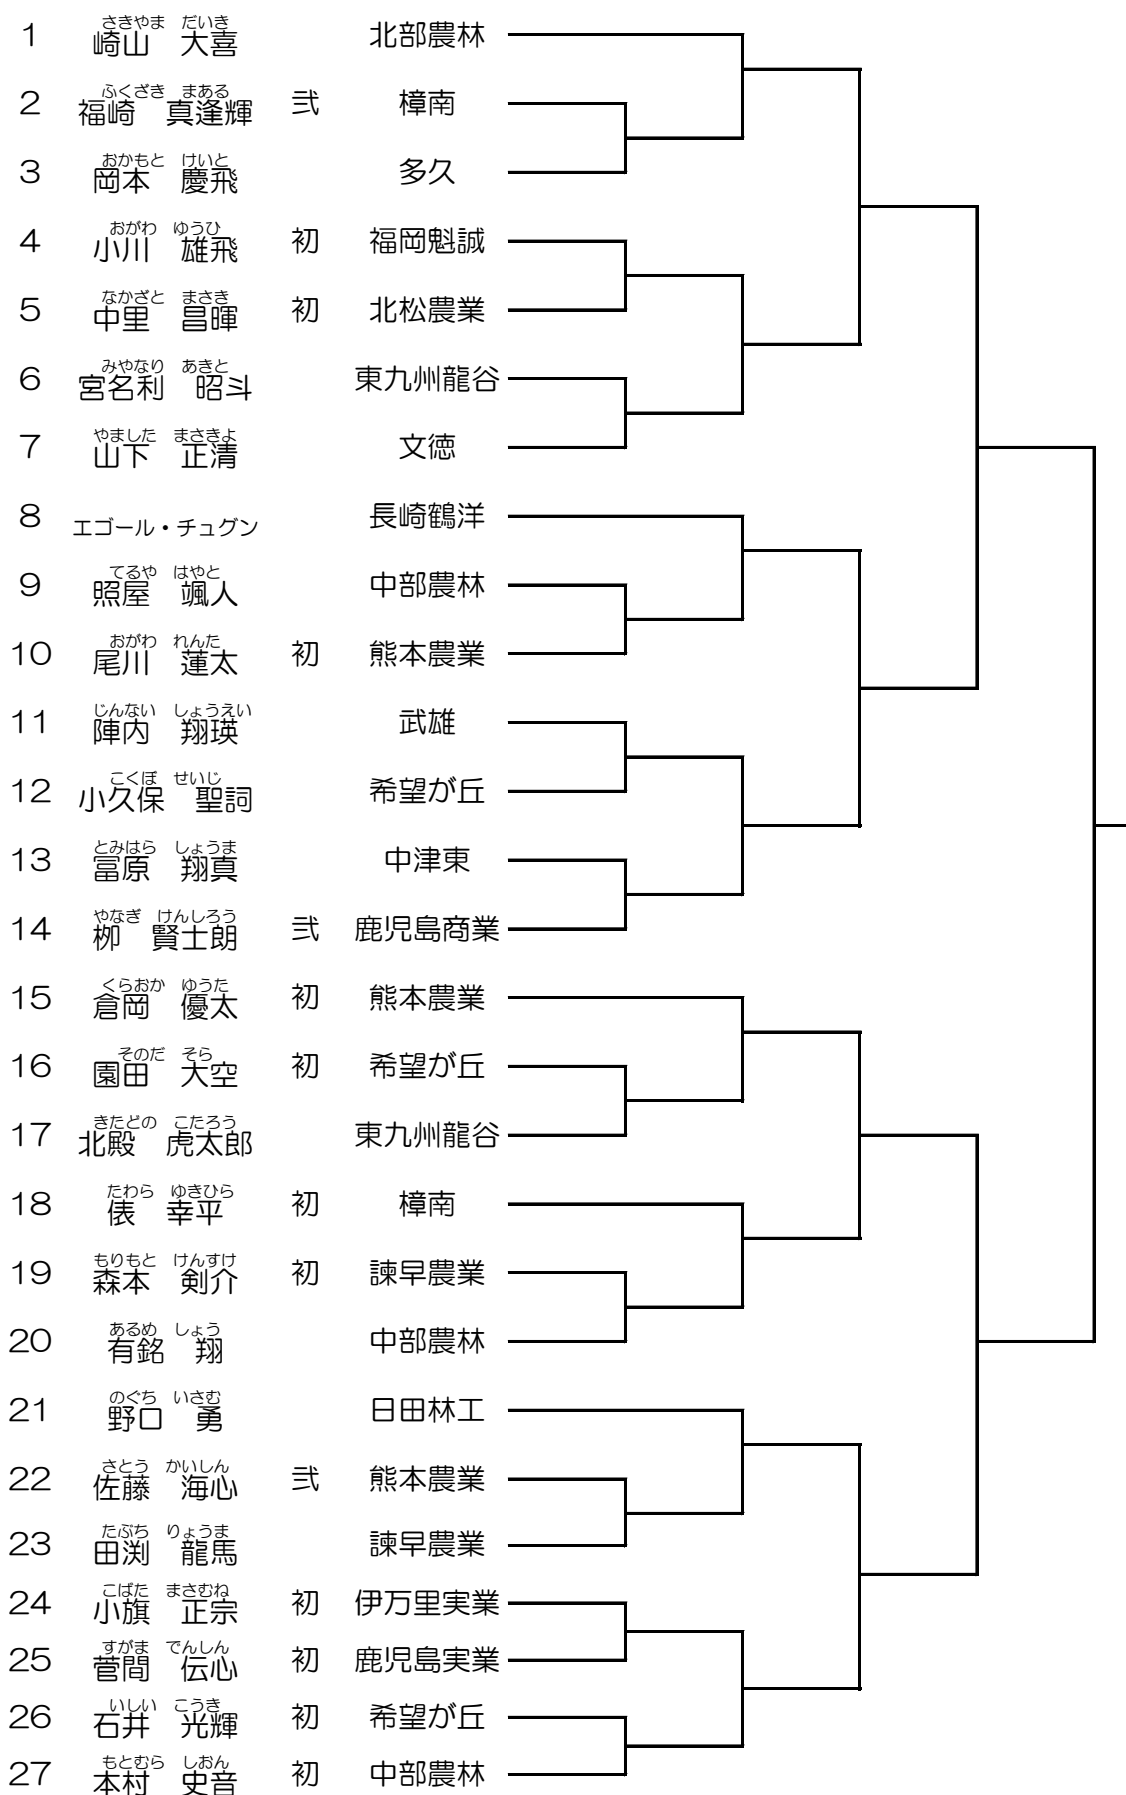 さきやま だいき
1 崎山 大喜 北部農林
ふくざき まある
2 福崎 真逢輝 弐 樟南
おかもと けいと
3 岡本 慶飛 多久
おがわ ゆうひ
4 小川 雄飛 初 福岡魁誠
なかざと まさき
5 中里 昌暉 初 北松農業
みやなり あきと
6 宮名利 昭斗 東九州龍谷
やました まさきよ
7 山下 正清 文徳
8 エゴール・チュグン 長崎鶴洋
てるや はやと
9 照屋 颯人 中部農林
おがわ れんた
10 尾川 蓮太 初 熊本農業
じんない しょうえい
11 陣内 翔瑛 武雄
こくぼ せいじ
12 小久保 聖詞 希望が丘
とみはら しょうま
13 冨原 翔真 中津東
やなぎ けんしろう
14 栁 賢士朗 弐 鹿児島商業
くらおか ゆうた
15 倉岡 優太 初 熊本農業
そのだ そら
16 園田 大空 初 希望が丘
きたどの こたろう
17 北殿 虎太郎 東九州龍谷
たわら ゆきひら
18 俵 幸平 初 樟南
もりもと けんすけ
19 森本 剣介 初 諫早農業
あるめ しょう
20 有銘 翔 中部農林
のぐち いさむ
21 野口 勇 日田林工
さとう かいしん
22 佐藤 海心 弐 熊本農業
たぶち りょうま
23 田渕 龍馬 諫早農業
こばた まさむね
24 小旗 正宗 初 伊万里実業
すがま でんしん
25 菅間 伝心 初 鹿児島実業
いしい こうき
26 石井 光輝 初 希望が丘
もとむら しおん
27 本村 史音 初 中部農林